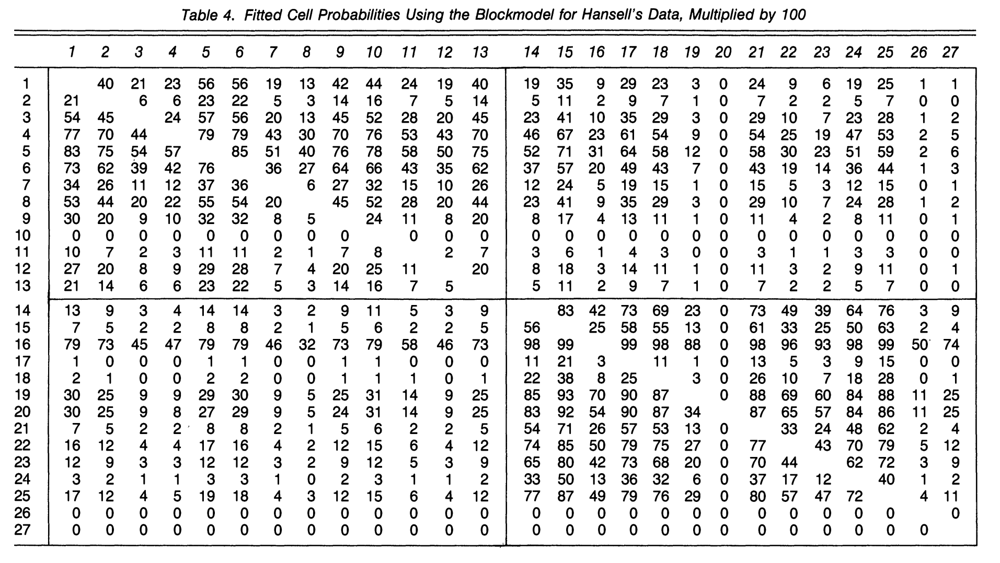 Table 4. Fitted Cell Probabilities Using the Blockmodel for Hansell's Data, Multiplied by 100
1 2 3 4 5 6 7 8 9 10 11 12 13 14 15 16 17 18 19 20 21 22 23 24 25 26 27
1 40 21 23 56 56 19 13 42 44 24 19 40 19 35 9 29 23 3 0 24 9 6 19 25 1 1
2 21 6 6 23 22 5 3 14 16 7 5 14 5 11 2 9 7 1 0 7 2 2 5 7 0 0
3 54 45 24 57 56 20 13 45 52 28 20 45 23 41 10 35 29 3 0 29 10 7 23 28 1 2
4 77 70 44 79 79 43 30 70 76 53 43 70 46 67 23 61 54 9 0 54 25 19 47 53 2 5
5 83 75 54 57 85 51 40 76 78 58 50 75 52 71 31 64 58 12 0 58 30 23 51 59 2 6
6 73 62 39 42 76 36 27 64 66 43 35 62 37 57 20 49 43 7 0 43 19 14 36 44 1 3
7 34 26 11 12 37 36 6 27 32 15 10 26 12 24 5 19 15 1 0 15 5 3 12 15 0 1
8 53 44 20 22 55 54 20 45 52 28 20 44 23 41 9 35 29 3 0 29 10 7 24 28 1 2
9 30 20 9 10 32 32 8 5 24 11 8 20 8 17 4 13 11 1 0 11 4 2 8 11 0 1
10 0 0 0 0 0 0 0 0 0 0 0 0 0 0 0 0 0 0 0 0 0 0 0 0 0 0
11 10 7 2 3 11 11 2 1 7 8 2 7 3 6 1 4 3 0 0 3 1 1 3 3 0 0
12 27 20 8 9 29 28 7 4 20 25 11 20 8 18 3 14 11 1 0 11 3 2 9 11 0 1
13 21 14 6 6 23 22 5 3 14 16 7 5 5 11 2 9 7 1 0 7 2 2 5 7 0 0
14 13 9 3 4 14 14 3 2 9 11 5 3 9 83 42 73 69 23 0 73 49 39 64 76 3 9
15 7 5 2 2 8 8 2 1 5 6 2 2 5 56 25 58 55 13 0 61 33 25 50 63 2 4
16 79 73 45 47 79 79 46 32 73 79 58 46 73 98 99 99 98 88 0 98 96 93 98 99 50 74
17 1 0 0 0 1 1 0 0 1 1 0 0 0 11 21 3 11 1 0 13 5 3 9 15 0 0
18 2 1 0 0 2 2 0 0 1 1 1 0 1 22 38 8 25 3 0 26 10 7 18 28 0 1
19 30 25 9 9 29 30 9 5 25 31 14 9 25 85 93 70 90 87 0 88 69 60 84 88 11 25
20 30 25 9 8 27 29 9 5 24 31 14 9 25 83 92 54 90 87 34 87 65 57 84 86 11 25
21 7 5 2 2 8 8 2 1 5 6 2 2 5 54 71 26 57 53 13 0 33 24 48 62 2 4
22 16 12 4 4 17 16 4 2 12 15 6 4 12 74 85 50 79 75 27 0 77 43 70 79 5 12
23 12 9 3 3 12 12 3 2 9 12 5 3 9 65 80 42 73 68 20 0 70 44 62 72 3 9
24 3 2 1 1 3 3 1 0 2 3 1 1 2 33 50 13 36 32 6 0 37 17 12 40 1 2
25 17 12 4 5 19 18 4 3 12 15 6 4 12 77 87 49 79 76 29 0 80 57 47 72 4 11
26 0 0 0 0 0 0 0 0 0 0 0 0 0 0 0 0 0 0 0 0 0 0 0 0 0 0
27 0 0 0 0 0 0 0 0 0 0 0 0 0 0 0 0 0 0 0 0 0 0 0 0 0 0